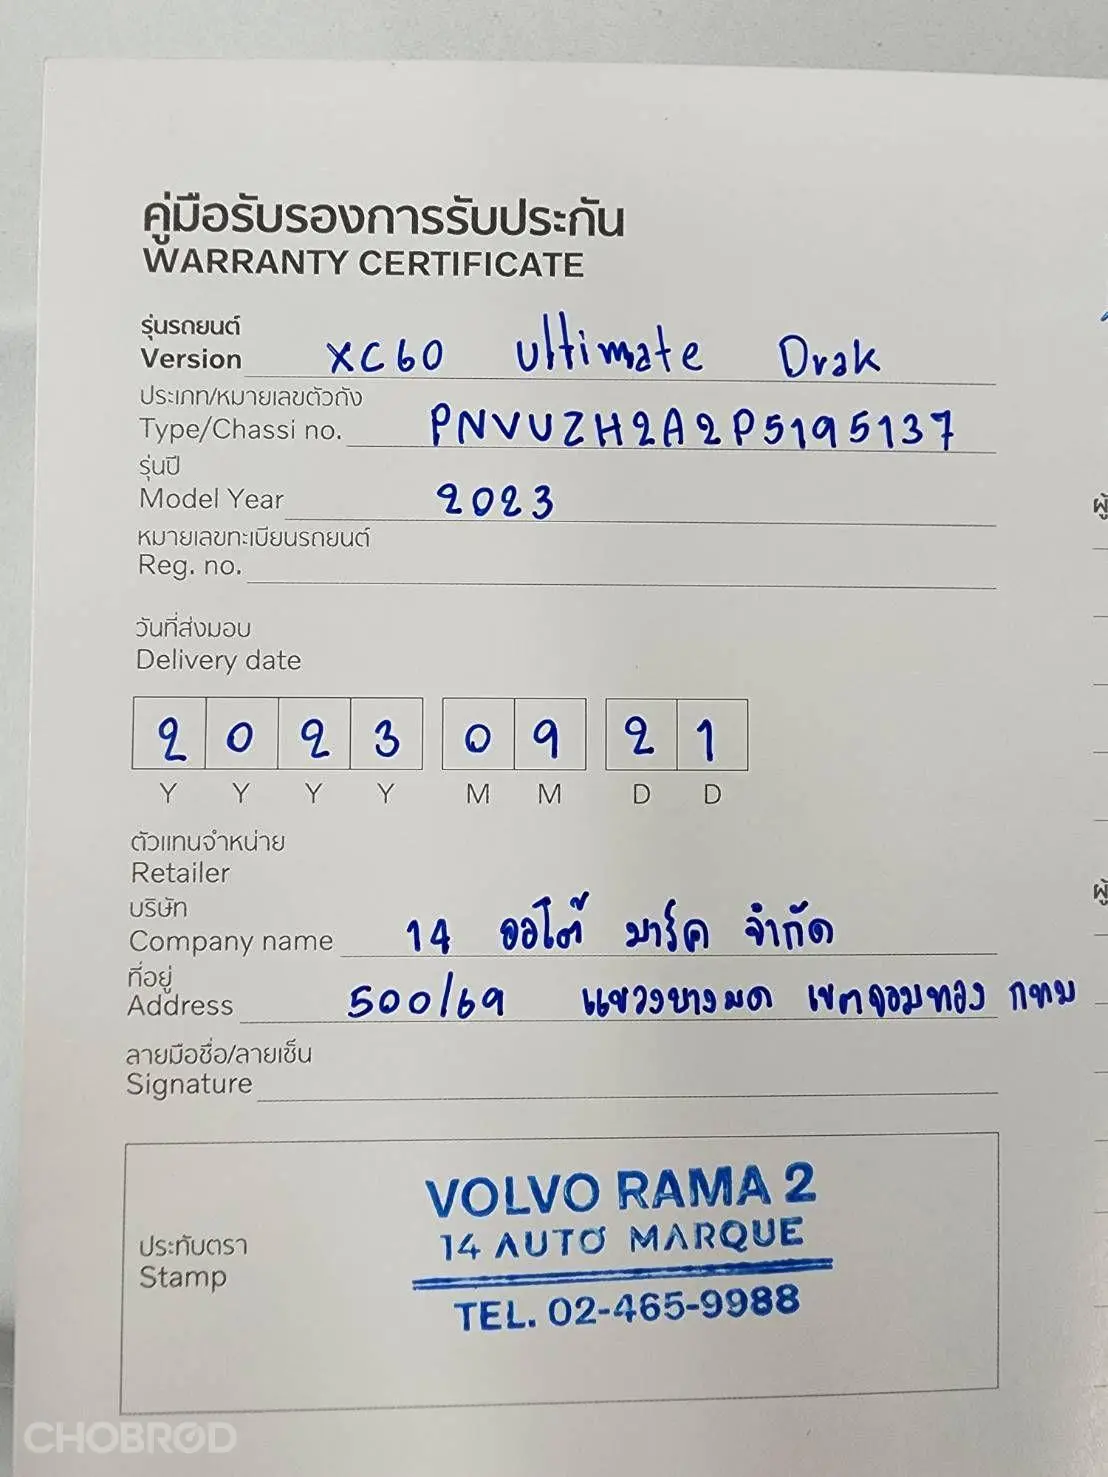 คู่มือรับรองการรับประกัน
WARRANTY CERTIFICATE
รุ่นรถยนต์
Version XC60 Ultimate Drak
ประเภท/หมายเลขตัวถัง
Type/Chassi no. PNVUZH2A2P5195137
รุ่นปี
Model Year 2023
หมายเลขทะเบียนรถยนต์
Reg. no.
วันที่ส่งมอบ
Delivery date
2 0 2 3 0 9 2 1
Y Y Y Y M M D D
ตัวแทนจำหน่าย
Retailer
บริษัท
Company name 14 ออโต้ มาร์ค จำกัด
ที่อยู่
Address 500/69 แขวงบางมด เขตจอมทอง กทม
ลายมือชื่อ/ลายเซ็น
Signature
VOLVO RAMA 2
14 AUTO MARQUE
ประทับตรา
Stamp
TEL. 02-465-9988
CHOBROD